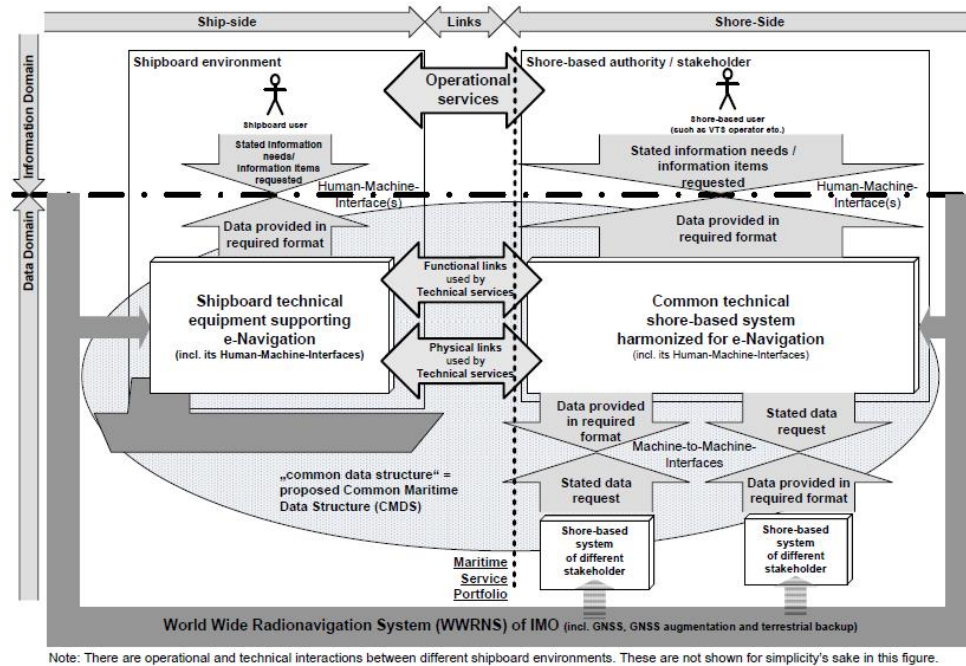 Ship-side
Links
Shore-Side
Information Domain
Data Domain
Shipboard environment
Shore-based authority / stakeholder
Operational
services
Shipboard user
Shore-based user
(such as VTS operator etc.)
Stated information
needs/
information items
requested
Stated information needs /
information items
requested
Human-Machine-
Interface(s)
Human-Machine-
Interface(s)
Data provided in
required format
Data provided in
required format
Shipboard technical
equipment supporting
e-Navigation
(incl. its Human-Machine-Interfaces)
Functional links
used by
Technical services
Physical links
used by
Technical services
Common technical
shore-based system
harmonized for e-Navigation
(incl. its Human-Machine-Interfaces)
Data provided
in required
format
Stated data
request
Machine-to-Machine-
Interfaces
Stated data
request
Data provided in
required format
„common data structure“ =
proposed Common Maritime
Data Structure (CMDS)
Shore-based
system
of different
stakeholder
Shore-based
system
of different
stakeholder
Maritime
Service
Portfolio
World Wide Radionavigation System (WWRNS) of IMO (incl. GNSS, GNSS augmentation and terrestrial backup)
Note: There are operational and technical interactions between different shipboard environments. These are not shown for simplicity's sake in this figure.